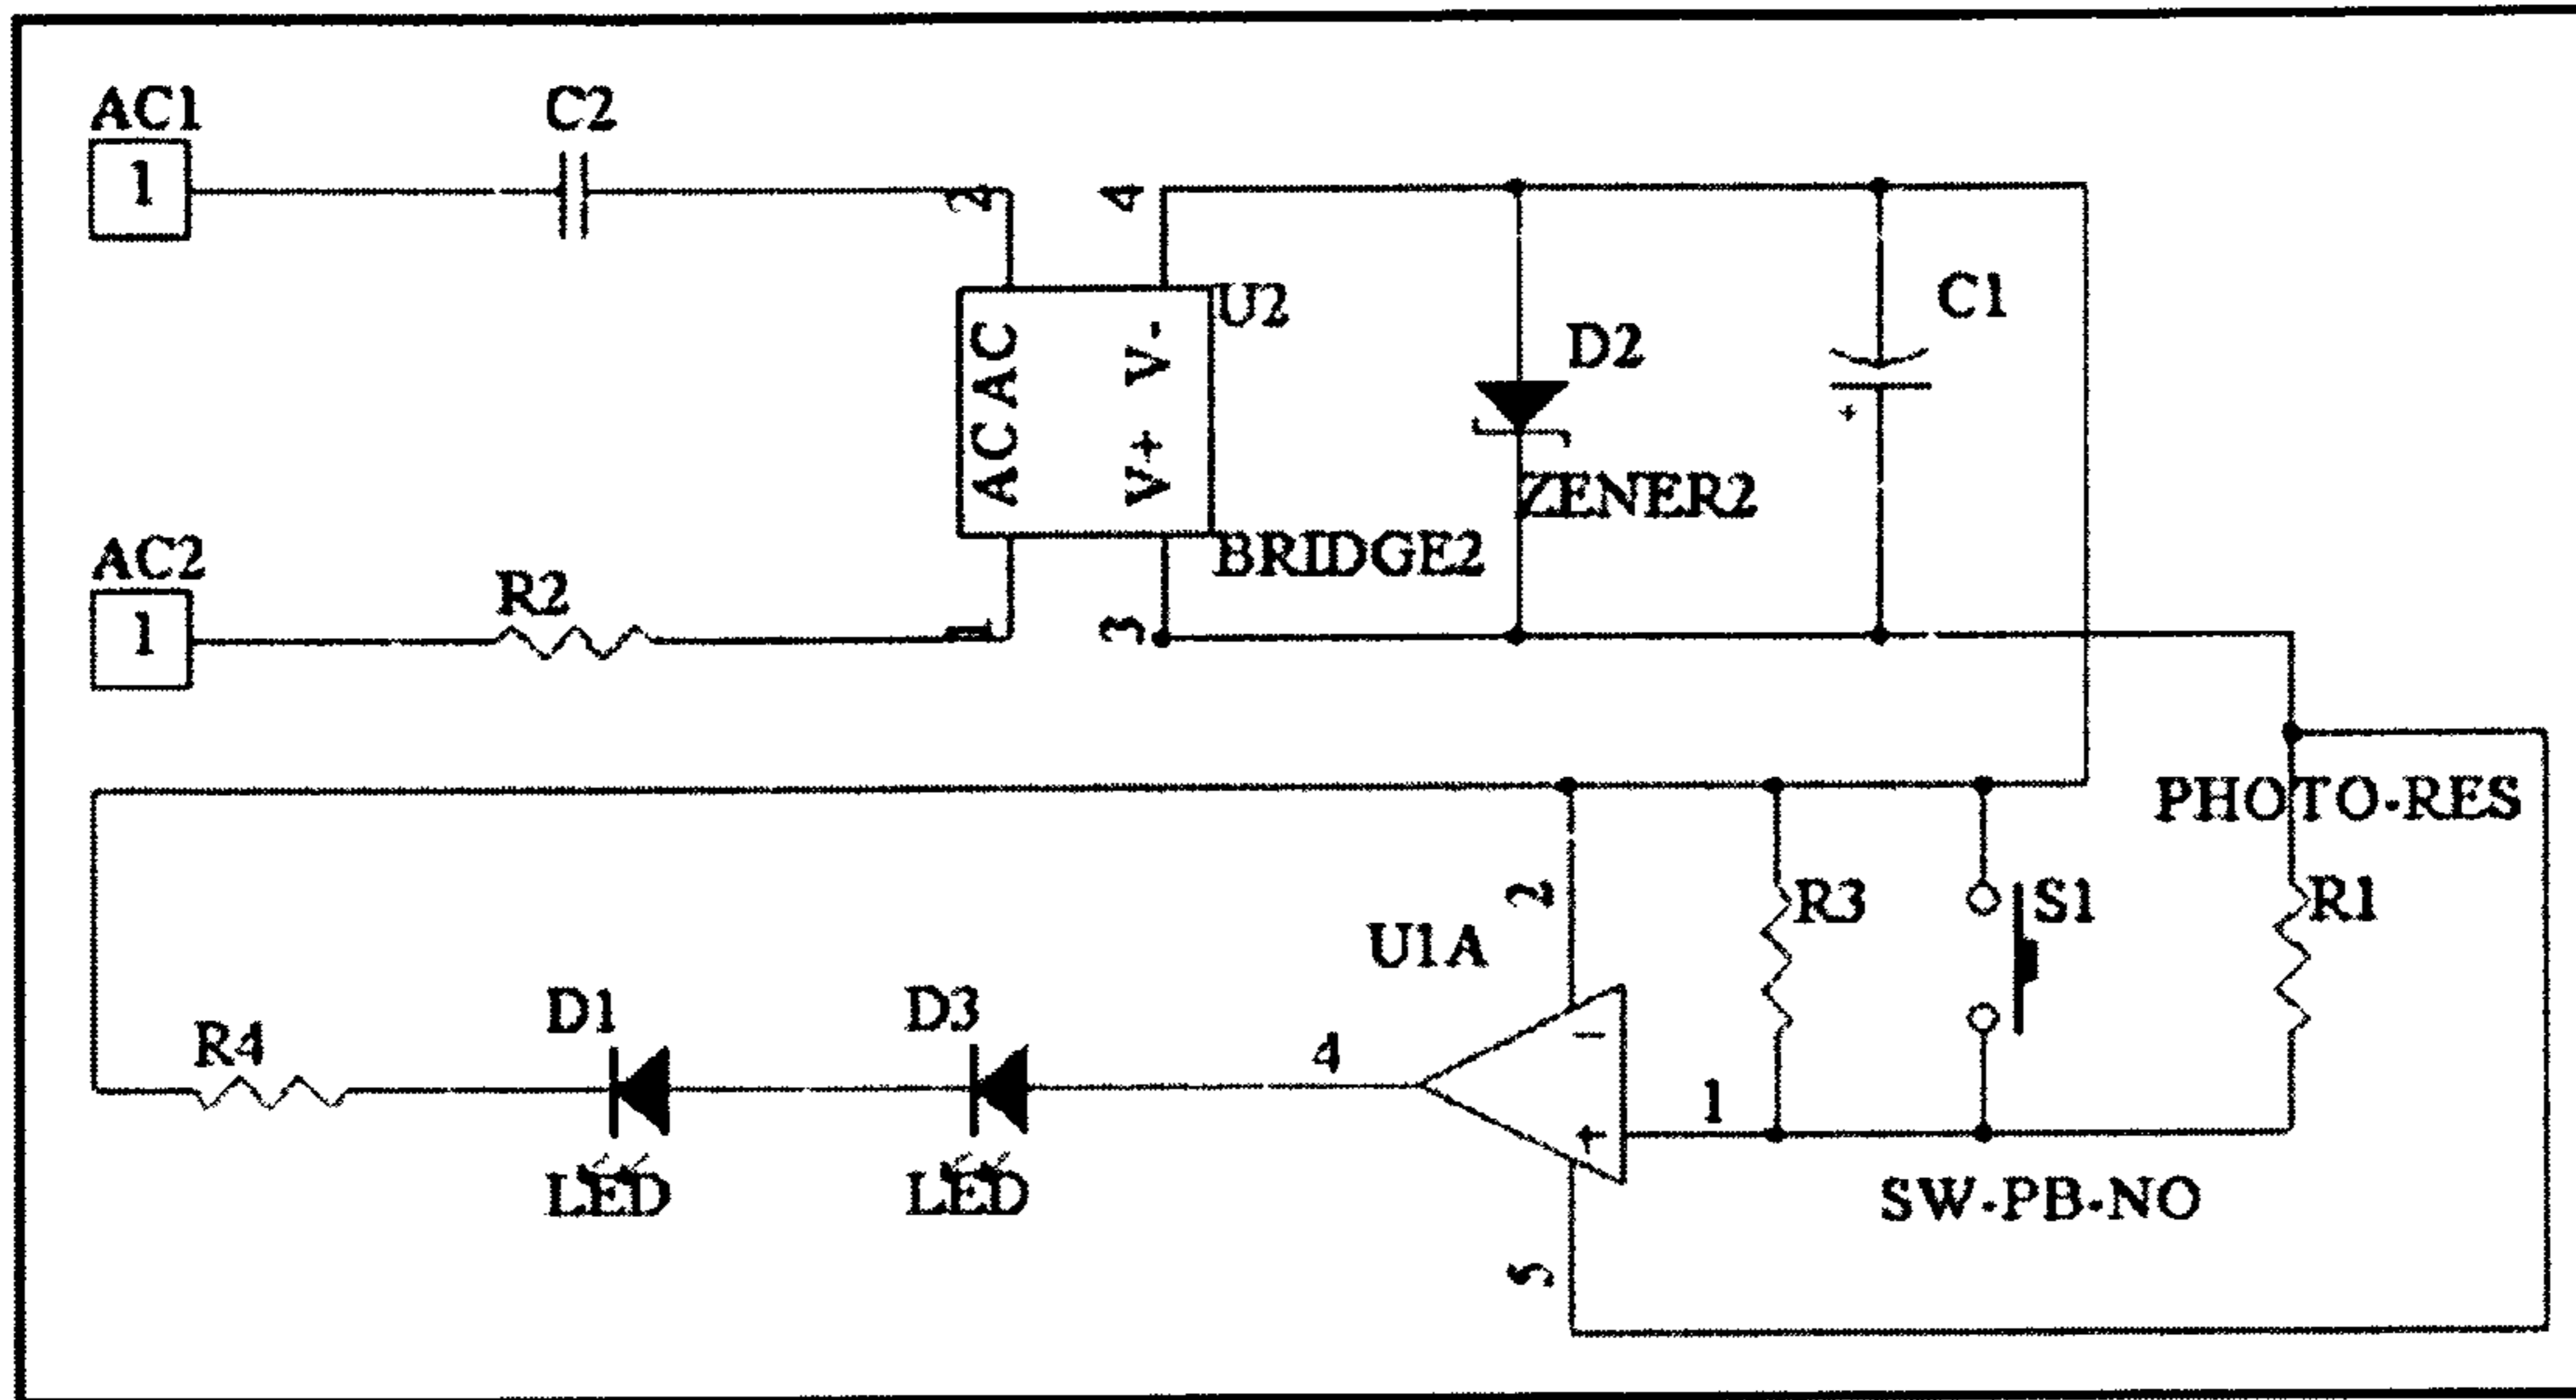 AC1
C2
1
2
4
U2
C1
AC AC
V+ V-
D2
ZENER2
BRIDGE2
AC2
R2
1
1
3
PHOTO-RES
2
R3
S1
R1
U1A
D1
D3
R4
4
-
+
1
LED
LED
SW-PB-NO
5
+